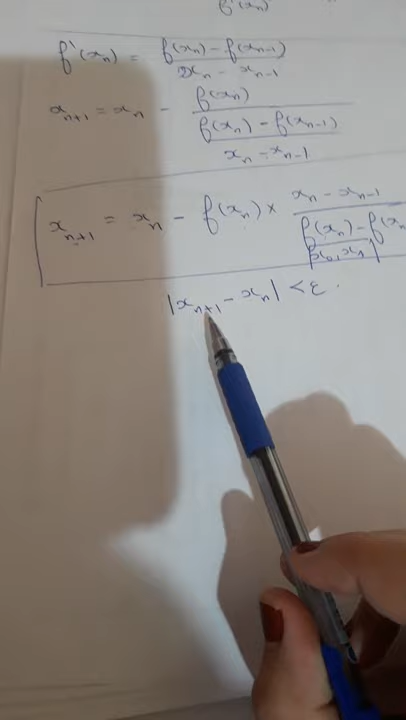 f'(xₙ)
f'(xₙ) = (f(xₙ) - f(xₙ₋₁)) / (xₙ - xₙ₋₁)
xₙ₊₁ = xₙ - f(xₙ) / ((f(xₙ) - f(xₙ₋₁)) / (xₙ - xₙ₋₁))
xₙ₊₁ = xₙ - f(xₙ) × (xₙ - xₙ₋₁) / (f(xₙ) - f(xₙ
|xₙ₊₁ - xₙ| < ε.